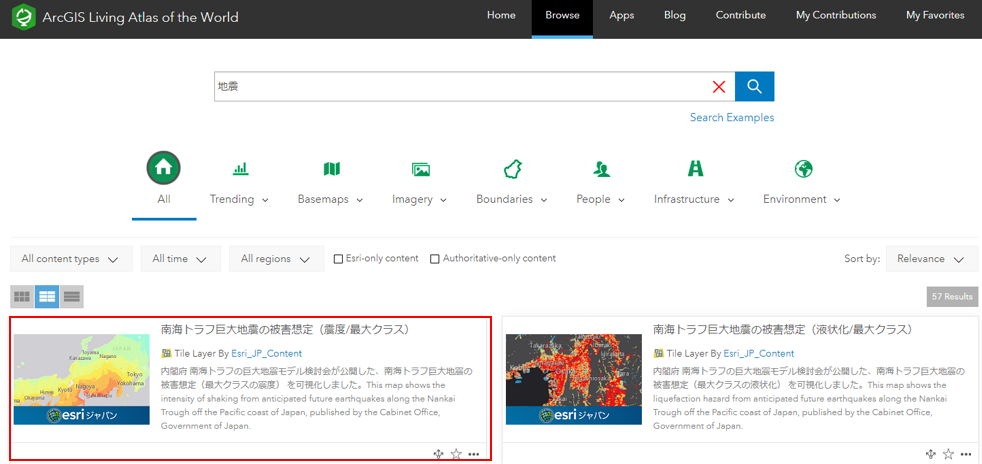 ArcGIS Living Atlas of the World
Home Browse Apps Blog Contribute My Contributions My Favorites
地震
Search Examples
All Trending Basemaps Imagery Boundaries People Infrastructure Environment
All content types All time All regions Esri-only content Authoritative-only content Sort by: Relevance
57 Results
南海トラフ巨大地震の被害想定（震度/最大クラス）
Tile Layer By Esri_JP_Content
内閣府 南海トラフの巨大地震モデル検討会が公開した、南海トラフ巨大地震の
被害想定（最大クラスの震度） を可視化しました。This map shows the
intensity of shaking from anticipated future earthquakes along the Nankai
Trough off the Pacific coast of Japan, published by the Cabinet Office,
Government of Japan.
JAPAN
Toyama
Kanazawa
Nagano
Tokyo
Kyoto
Nagoya
Yokohama
Himeji
Okayama
esri ジャパン
南海トラフ巨大地震の被害想定（液状化/最大クラス）
Tile Layer By Esri_JP_Content
内閣府 南海トラフの巨大地震モデル検討会が公開した、南海トラフ巨大地震の
被害想定（最大クラスの液状化） を可視化しました。This map shows the
liquefaction hazard from anticipated future earthquakes along the Nankai
Trough off the Pacific coast of Japan, published by the Cabinet Office,
Government of Japan.
esri ジャパン